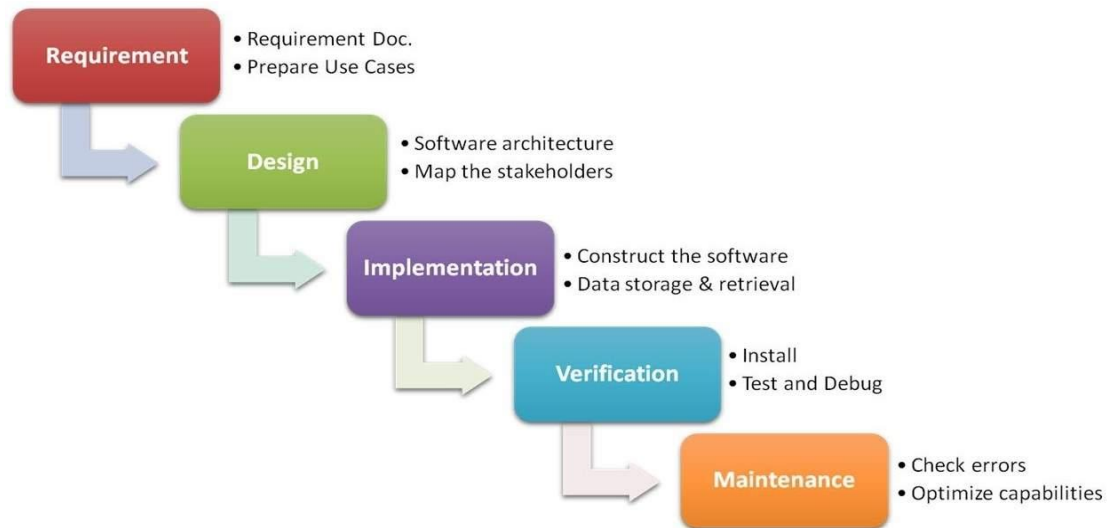 Requirement
• Requirement Doc.
• Prepare Use Cases
Design
• Software architecture
• Map the stakeholders
Implementation
• Construct the software
• Data storage & retrieval
Verification
• Install
• Test and Debug
Maintenance
• Check errors
• Optimize capabilities